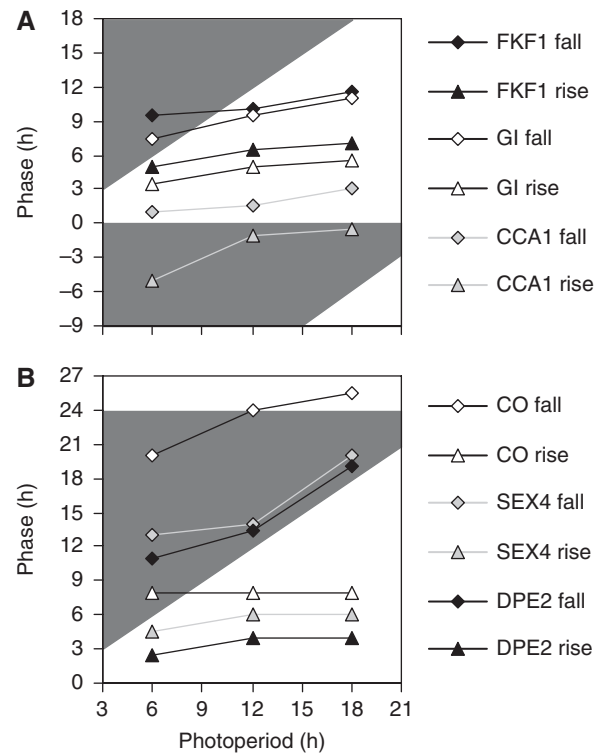 A
18
15
12
9
6
3
0
–3
–6
–9
Phase (h)
FKF1 fall
FKF1 rise
GI fall
GI rise
CCA1 fall
CCA1 rise
B
27
24
21
18
15
12
9
6
3
0
Phase (h)
3 6 9 12 15 18 21
Photoperiod (h)
CO fall
CO rise
SEX4 fall
SEX4 rise
DPE2 fall
DPE2 rise